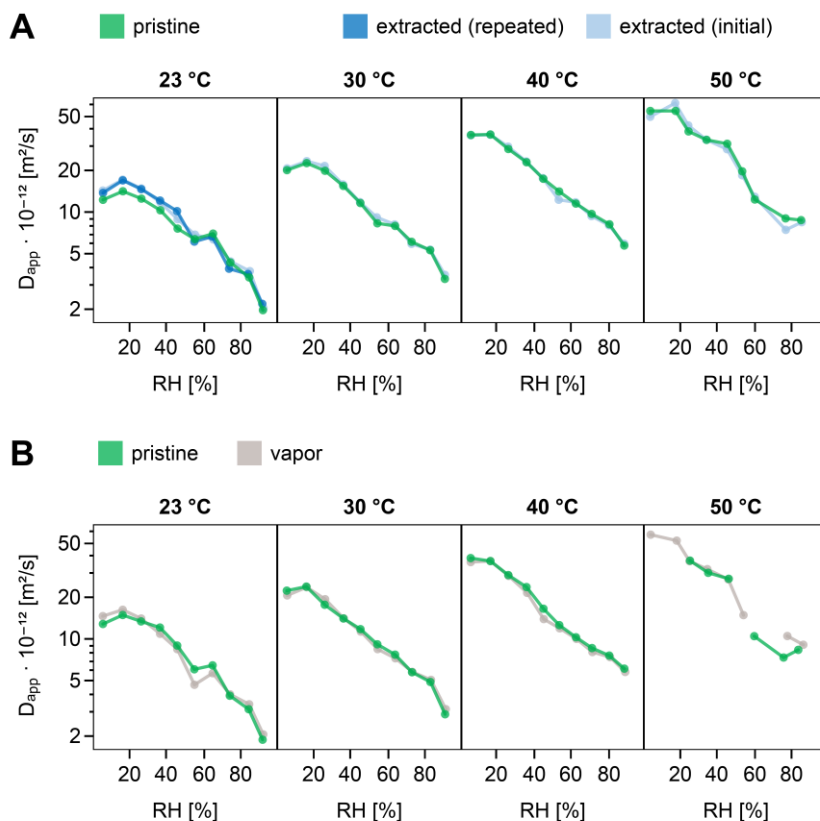 A
pristine extracted (repeated) extracted (initial)
23 °C 30 °C 40 °C 50 °C
D_app · 10⁻¹² [m²/s]
50
20
10
5
2
20 40 60 80 20 40 60 80 20 40 60 80 20 40 60 80
RH [%] RH [%] RH [%] RH [%]
B
pristine vapor
23 °C 30 °C 40 °C 50 °C
D_app · 10⁻¹² [m²/s]
50
20
10
5
2
20 40 60 80 20 40 60 80 20 40 60 80 20 40 60 80
RH [%] RH [%] RH [%] RH [%]